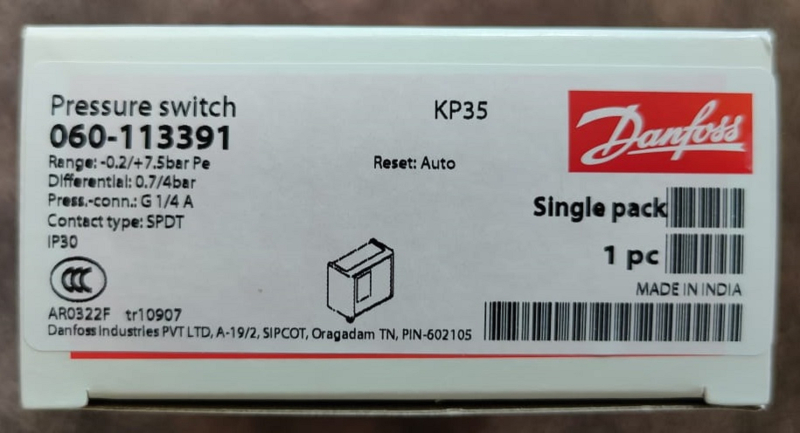 Pressure switch
KP35
Danfoss
060-113391
Range: -0.2/+7.5bar Pe
Reset: Auto
Differential: 0.7/4bar
Press.-conn.: G 1/4 A
Single pack
Contact type: SPDT
IP30
1 pc
CCC
MADE IN INDIA
AR0322F tr10907
Danfoss Industries PVT LTD, A-19/2, SIPCOT, Oragadam TN, PIN-602105